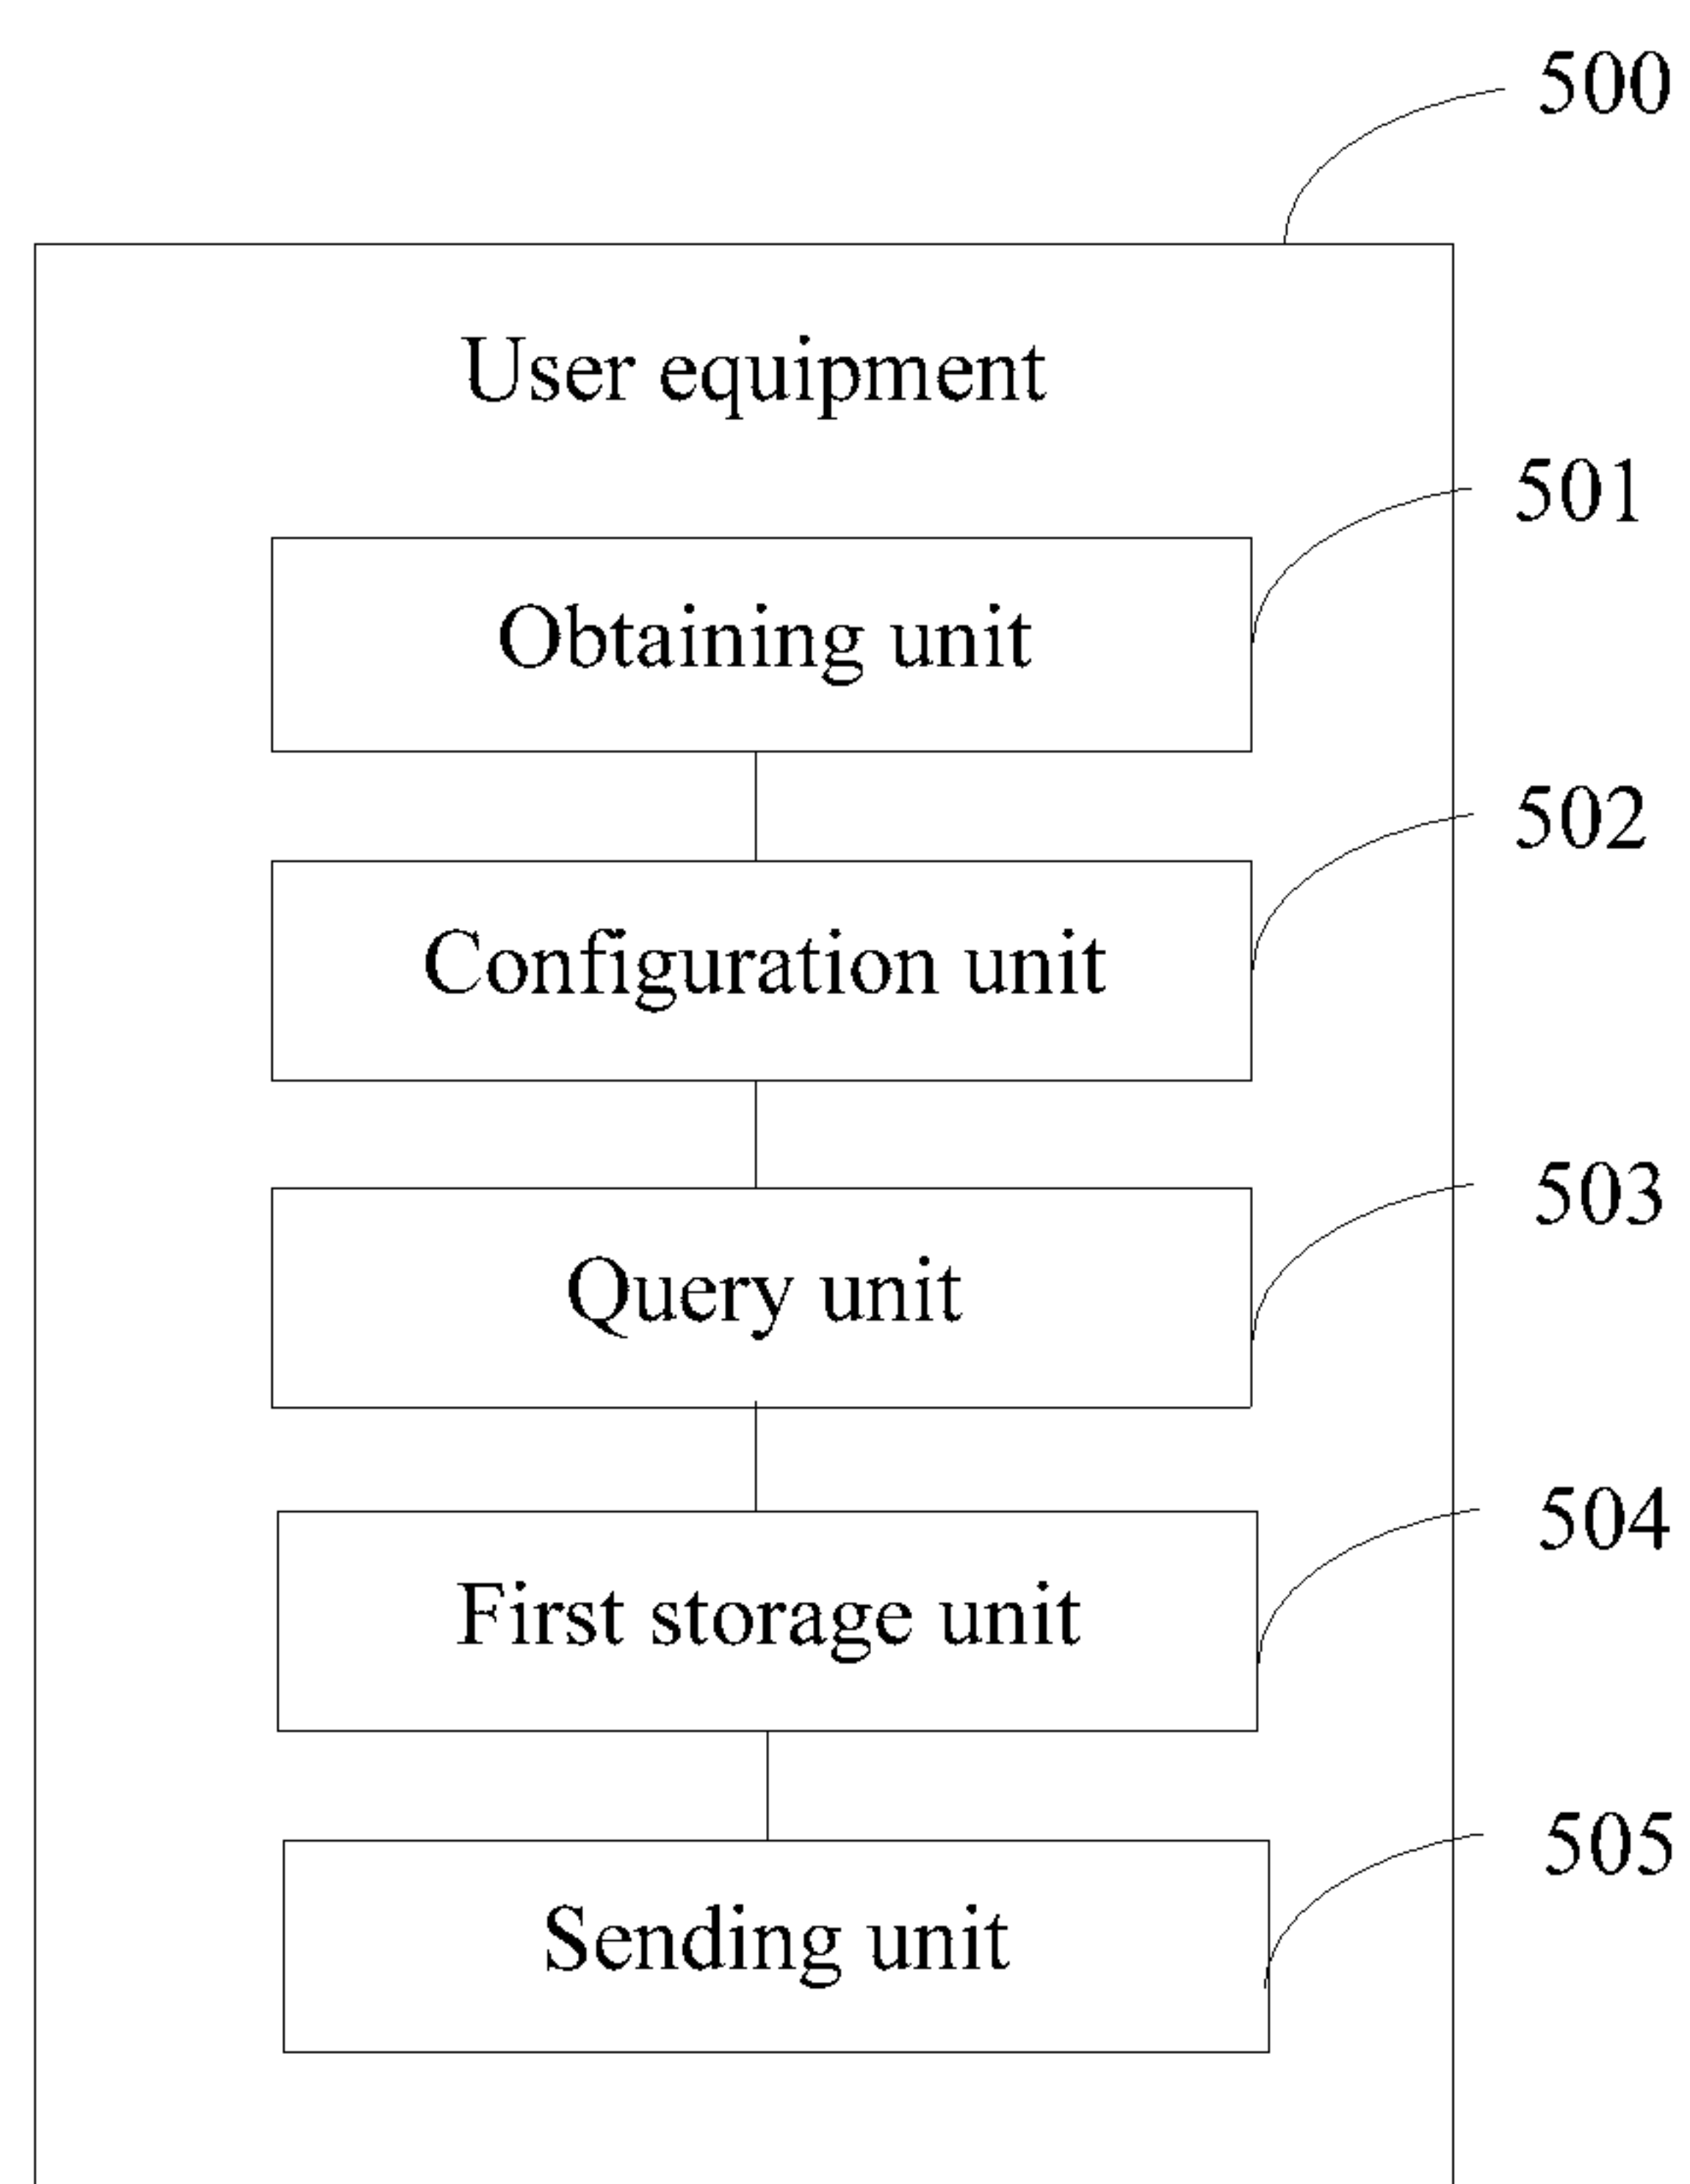 500
User equipment
501
Obtaining unit
502
Configuration unit
503
Query unit
504
First storage unit
505
Sending unit